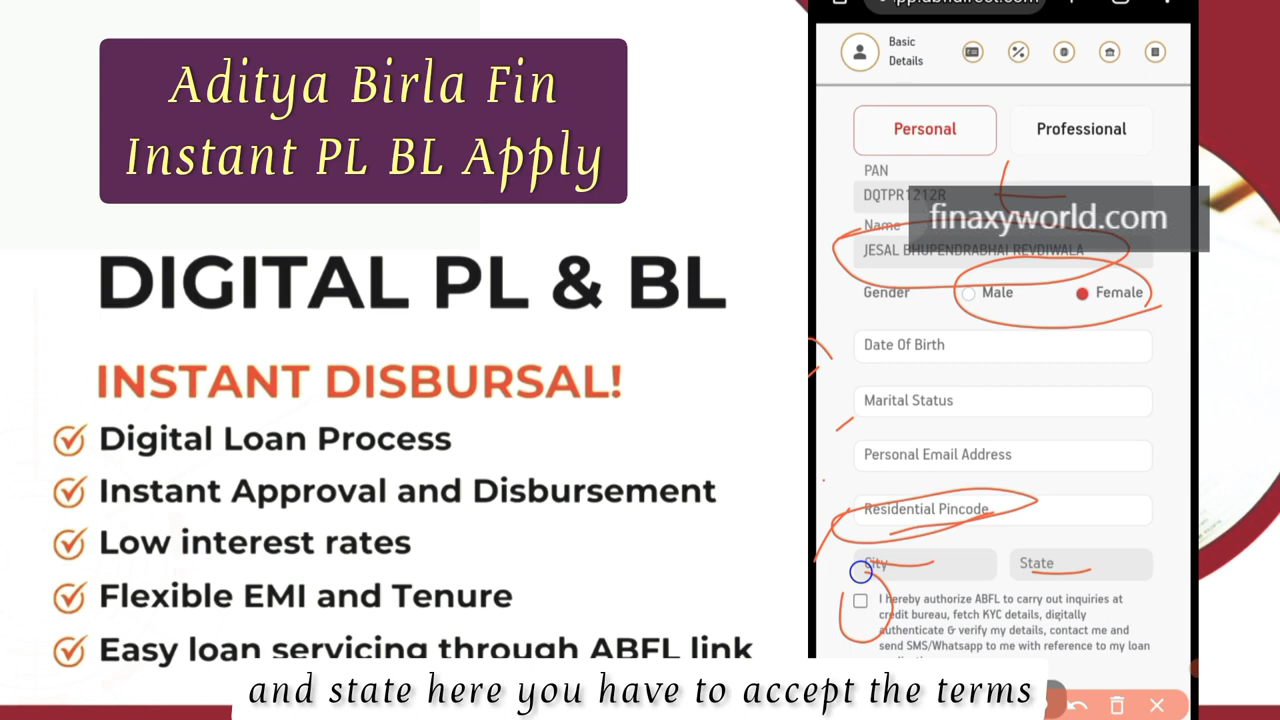 Aditya Birla Fin
Instant PL BL Apply
DIGITAL PL & BL
INSTANT DISBURSAL!
Digital Loan Process
Instant Approval and Disbursement
Low interest rates
Flexible EMI and Tenure
Easy loan servicing through ABFL link
Basic
Details
Personal
Professional
PAN
DQTPR1212R
finaxyworld.com
Name
JESAL BHUPENDRABHAI REVDIWALA
Gender Male Female
Date Of Birth
Marital Status
Personal Email Address
Residential Pincode
City State
I hereby authorize ABFL to carry out inquiries at
credit bureau, fetch KYC details, digitally
authenticate & verify my details, contact me and
send SMS/Whatsapp to me with reference to my loan
and state here you have to accept the terms